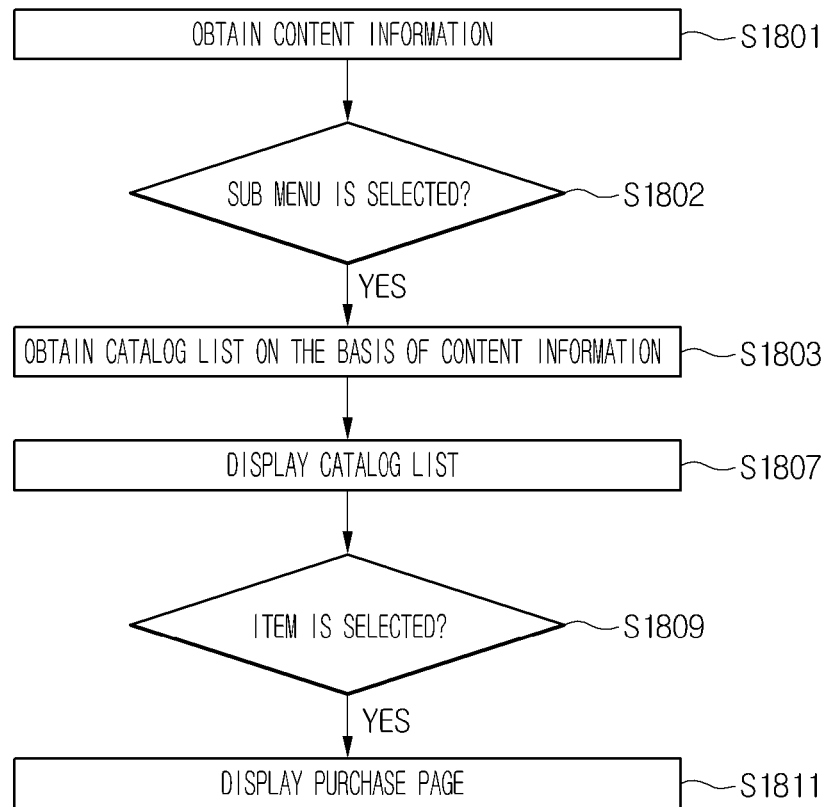 OBTAIN CONTENT INFORMATION
S1801
SUB MENU IS SELECTED?
S1802
YES
OBTAIN CATALOG LIST ON THE BASIS OF CONTENT INFORMATION
S1803
DISPLAY CATALOG LIST
S1807
ITEM IS SELECTED?
S1809
YES
DISPLAY PURCHASE PAGE
S1811